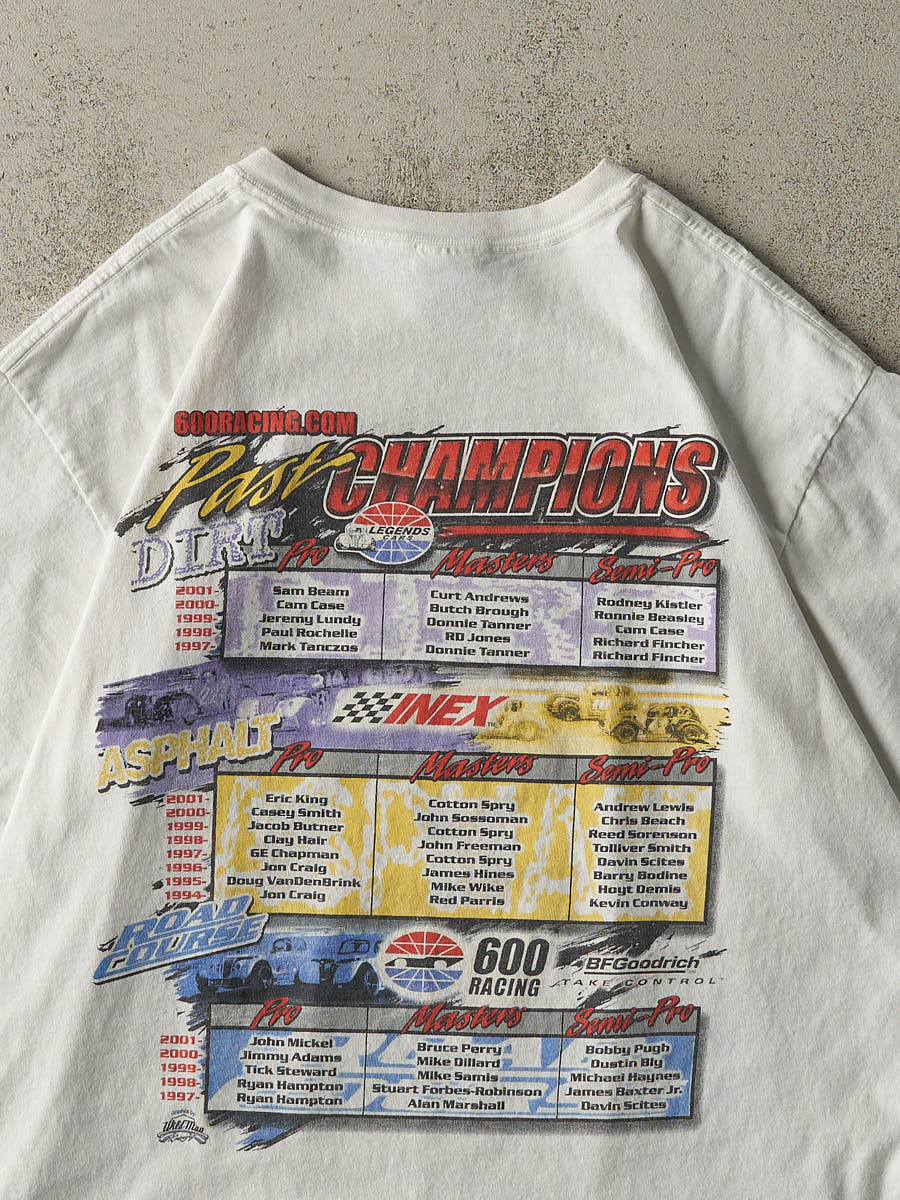 600RACING.COM
Past CHAMPIONS
LEGENDS
CARS
DIRT
Pro Masters Semi-Pro
2001- Sam Beam Curt Andrews Rodney Kistler
2000- Cam Case Butch Brough Ronnie Beasley
1999- Jeremy Lundy Donnie Tanner Cam Case
1998- Paul Rochelle RD Jones Richard Fincher
1997- Mark Tanczos Donnie Tanner Richard Fincher
INEX
ASPHALT
Pro Masters Semi-Pro
2001- Eric King Cotton Spry Andrew Lewis
2000- Casey Smith John Sossoman Chris Beach
1999- Jacob Butner Cotton Spry Reed Sorenson
1998- Clay Hair John Freeman Tolliver Smith
1997- GE Chapman Cotton Spry Davin Scites
1996- Jon Craig James Hines Barry Bodine
1995- Doug VanDenBrink Mike Wike Hoyt Demis
1994- Jon Craig Red Parris Kevin Conway
ROAD
COURSE
600
RACING
BFGoodrich
TAKE CONTROL
Pro Masters Semi-Pro
2001- John Mickel Bruce Perry Bobby Pugh
2000- Jimmy Adams Mike Dillard Dustin Bly
1999- Tick Steward Mike Samis Michael Haynes
1998- Ryan Hampton Stuart Forbes-Robinson James Baxter Jr.
1997- Ryan Hampton Alan Marshall Davin Scites
Wild Man